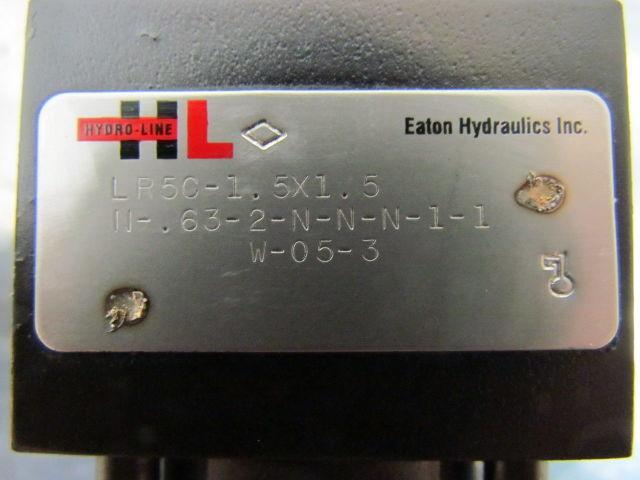 HYDRO-LINE
HL
Eaton Hydraulics Inc.
LR5C-1.5X1.5
N-.63-2-N-N-N-1-1
W-05-3